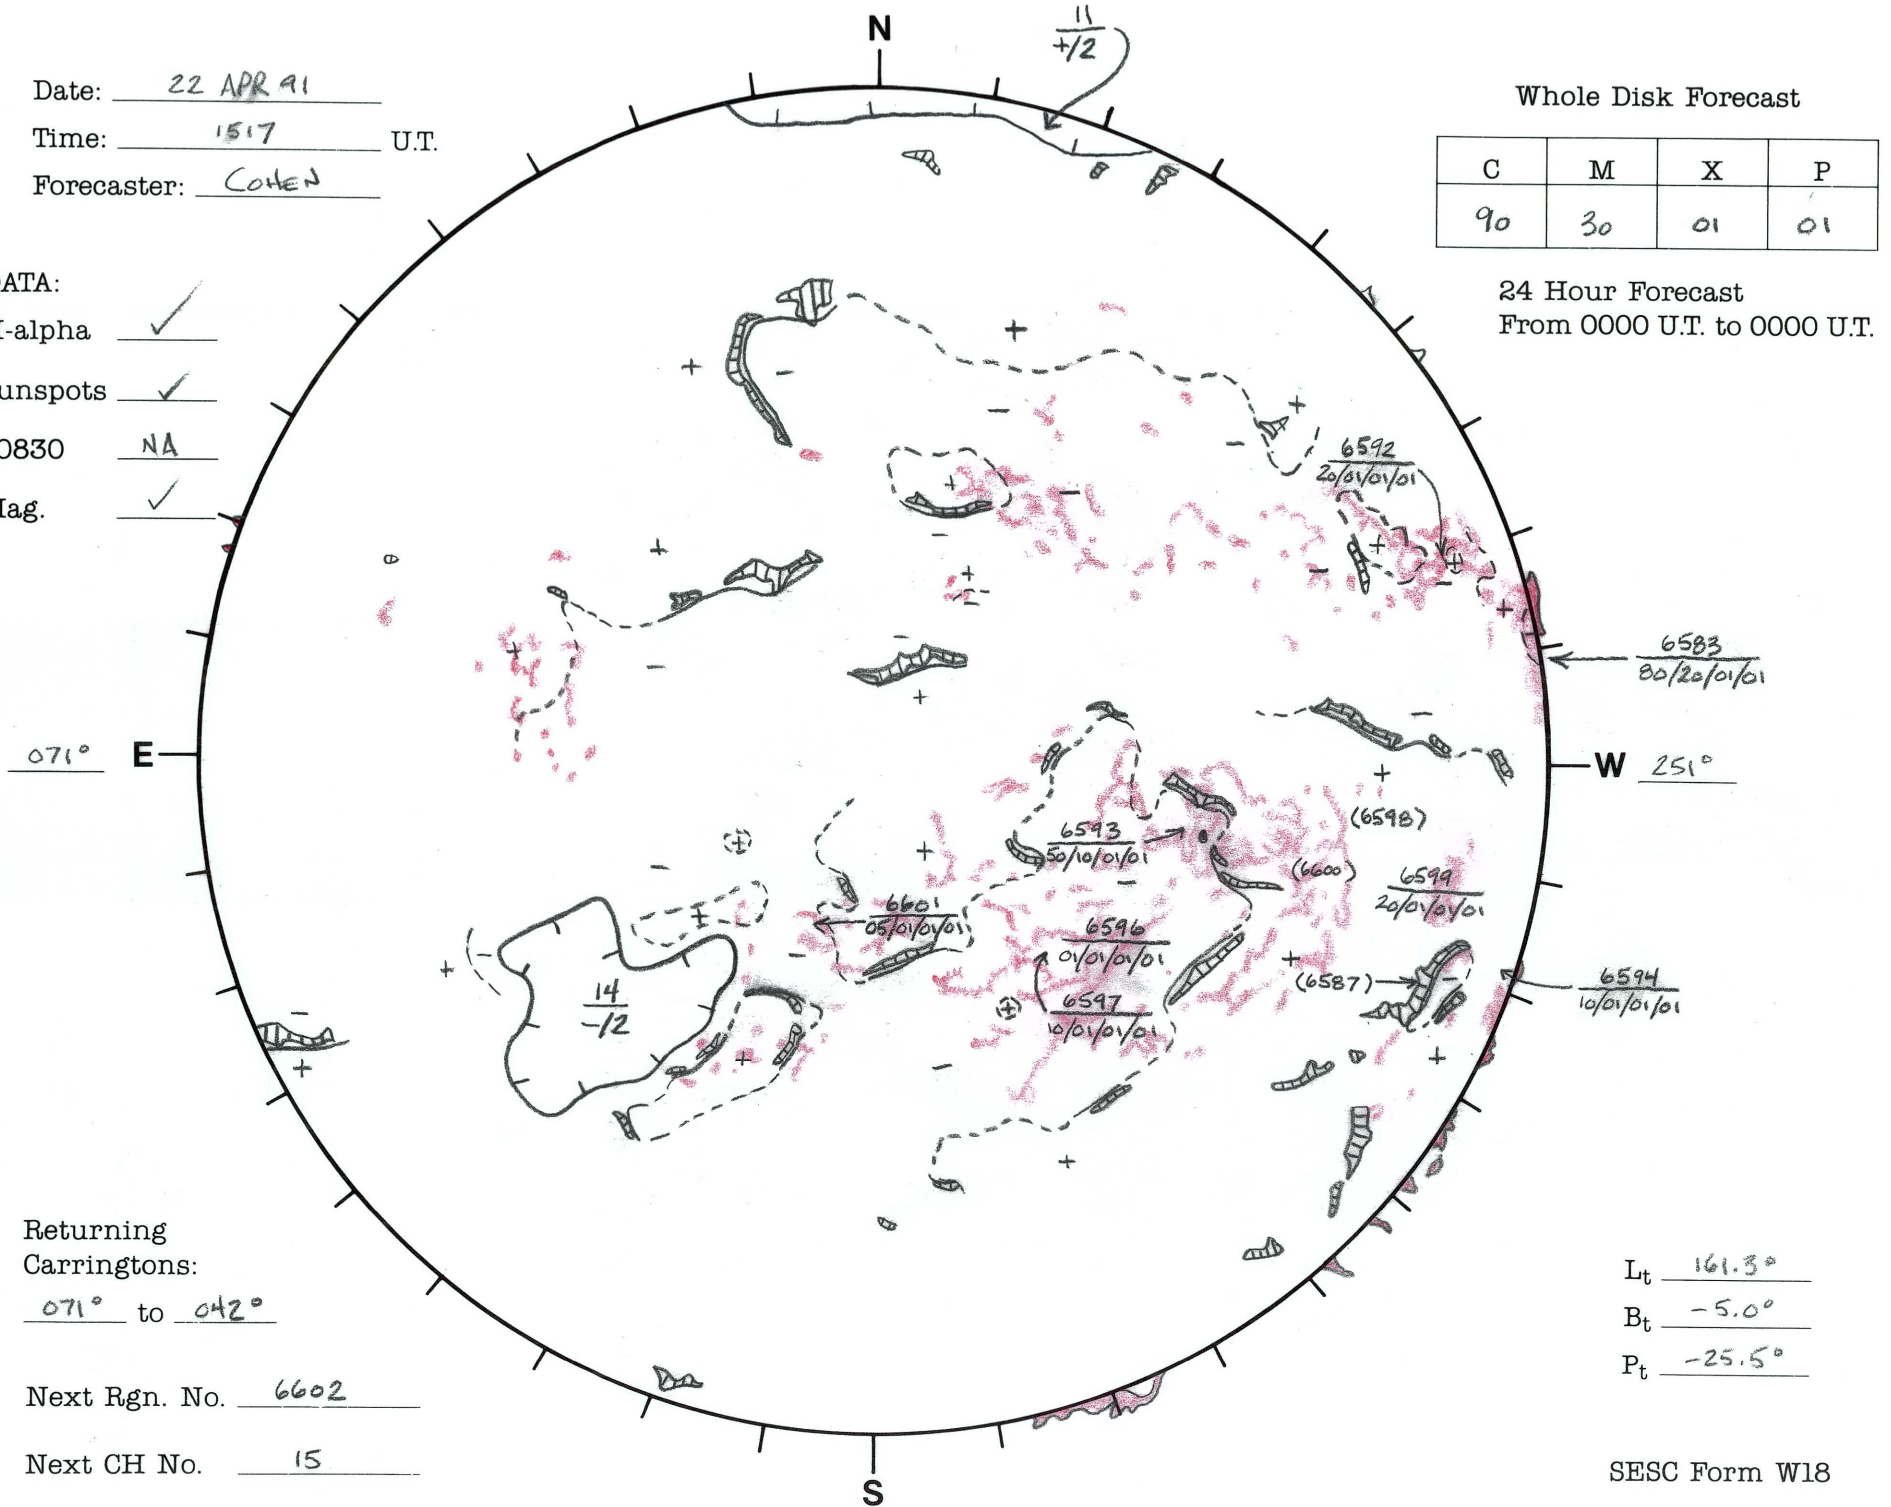 N
11
+/2
Date: 22 APR 91
Time: 1517 U.T.
Forecaster: COHEN
Whole Disk Forecast
C M X P
90 30 01 01
24 Hour Forecast
From 0000 U.T. to 0000 U.T.
ATA:
-alpha ✓
unspots ✓
0830 NA
ag. ✓
6592
20/01/01/01
6583
80/20/01/01
071° E
W 251°
(6598)
6593
50/10/01/01
(6600)
6599
20/01/01/01
6601
05/01/01/01
6596
01/01/01/01
(6587)
6594
10/01/01/01
14
-/2
6597
10/01/01/01
Returning
Carringtons:
071° to 042°
Next Rgn. No. 6602
Next CH No. 15
Lt 161.3°
Bt -5.0°
Pt -25.5°
SESC Form W18
S